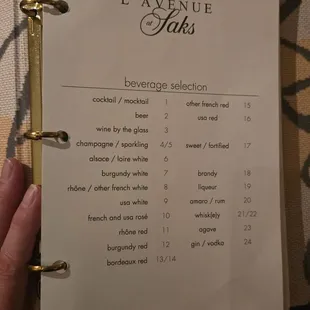 L'AVENUE
at
Saks
beverage selection
cocktail / mocktail 1
beer 2
wine by the glass 3
champagne / sparkling 4/5
alsace / loire white 6
burgundy white 7
rhône / other french white 8
usa white 9
french and usa rosé 10
rhône red 11
burgundy red 12
bordeaux red 13/14
other french red 15
usa red 16
sweet / fortified 17
brandy 18
liqueur 19
amaro / rum 20
whisk(e)y 21/22
agave 23
gin / vodka 24